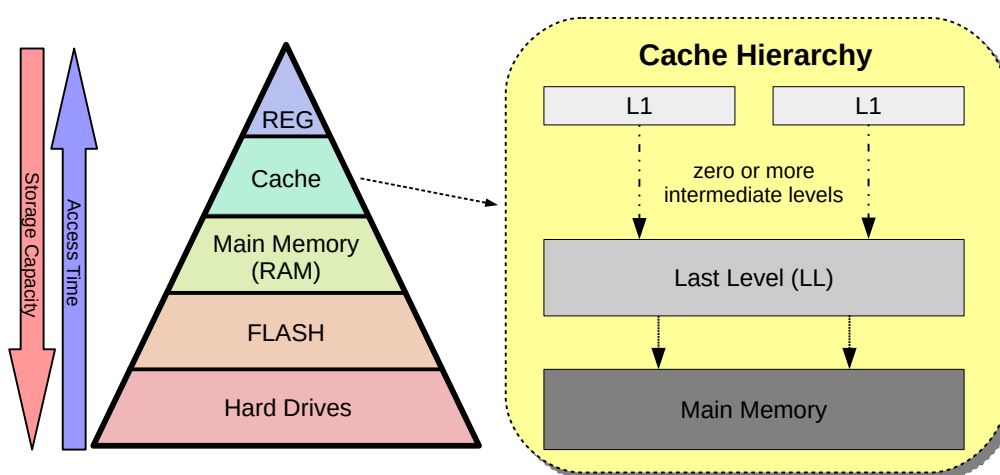 Storage Capacity
Access Time
REG
Cache
Main Memory
(RAM)
FLASH
Hard Drives
Cache Hierarchy
L1
L1
zero or more
intermediate levels
Last Level (LL)
Main Memory